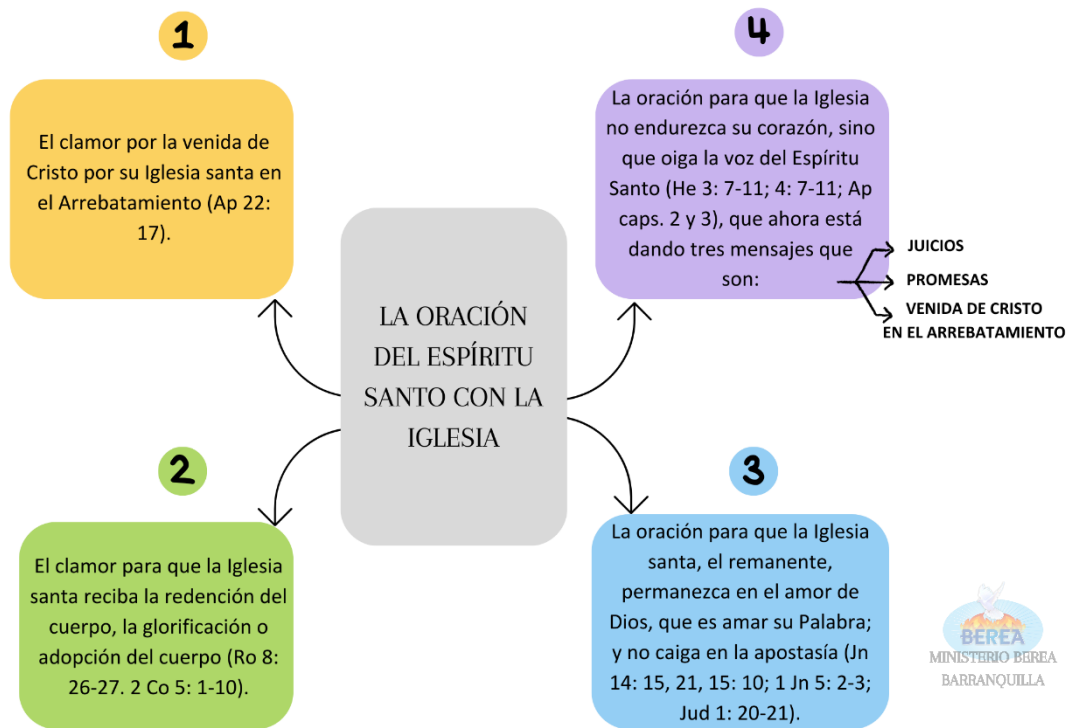 1
El clamor por la venida de
Cristo por su Iglesia santa en
el Arrebatamiento (Ap 22:
17).
4
La oración para que la Iglesia
no endurezca su corazón, sino
que oiga la voz del Espíritu
Santo (He 3: 7-11; 4: 7-11; Ap
caps. 2 y 3), que ahora está
dando tres mensajes que
son:
JUICIOS
PROMESAS
VENIDA DE CRISTO
EN EL ARREBATAMIENTO
LA ORACIÓN
DEL ESPÍRITU
SANTO CON LA
IGLESIA
2
El clamor para que la Iglesia
santa reciba la redención del
cuerpo, la glorificación o
adopción del cuerpo (Ro 8:
26-27. 2 Co 5: 1-10).
3
La oración para que la Iglesia
santa, el remanente,
permanezca en el amor de
Dios, que es amar su Palabra;
y no caiga en la apostasía (Jn
14: 15, 21, 15: 10; 1 Jn 5: 2-3;
Jud 1: 20-21).
BEREA
MINISTERIO BEREA
BARRANQUILLA